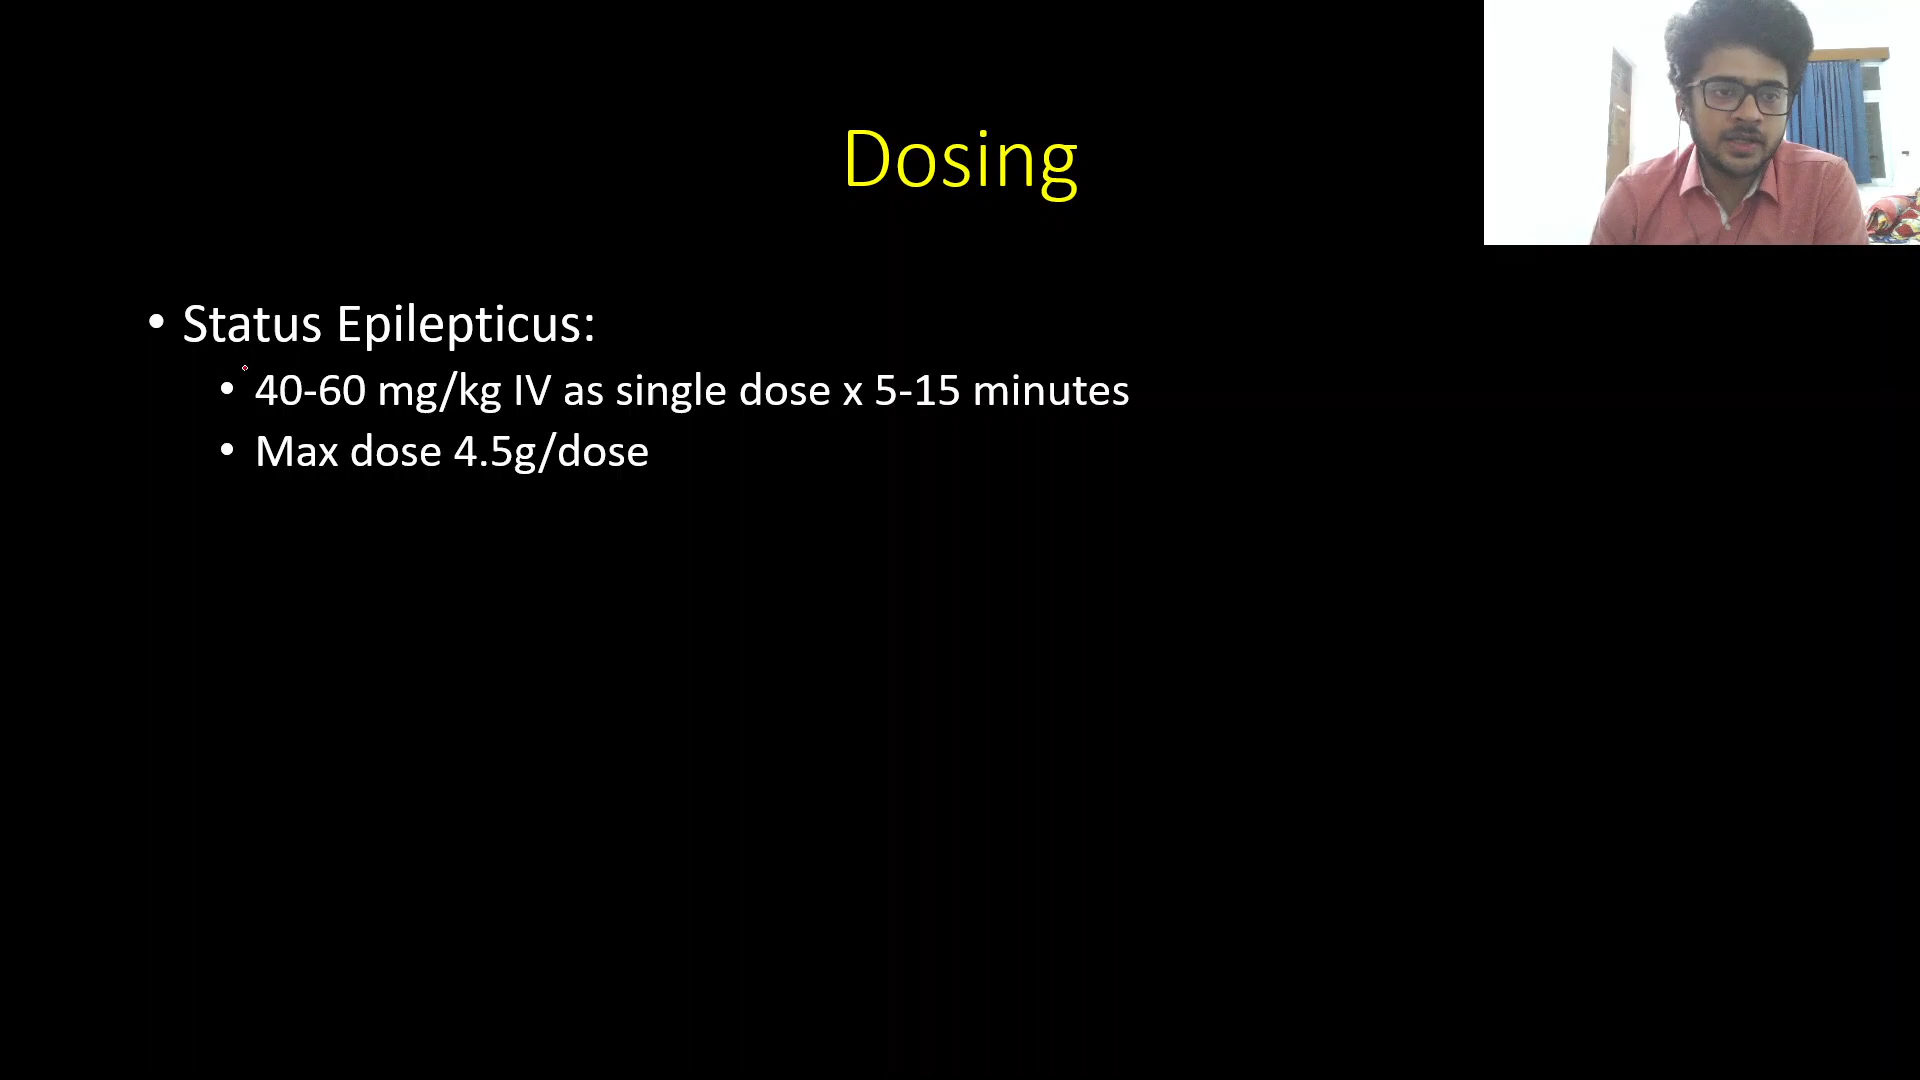 Dosing
• Status Epilepticus:
• 40-60 mg/kg IV as single dose x 5-15 minutes
• Max dose 4.5g/dose